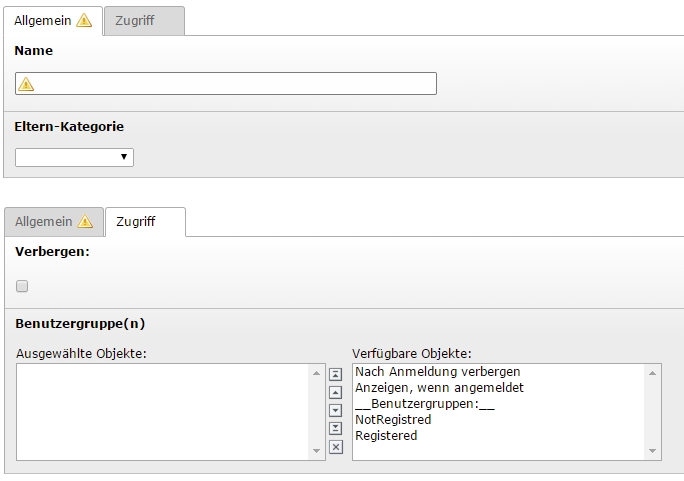 Allgemein Zugriff
Name
Eltern-Kategorie
Allgemein Zugriff
Verbergen:
Benutzergruppe(n)
Ausgewählte Objekte: Verfügbare Objekte:
Nach Anmeldung verbergen
Anzeigen, wenn angemeldet
__Benutzergruppen:__
NotRegistred
Registered